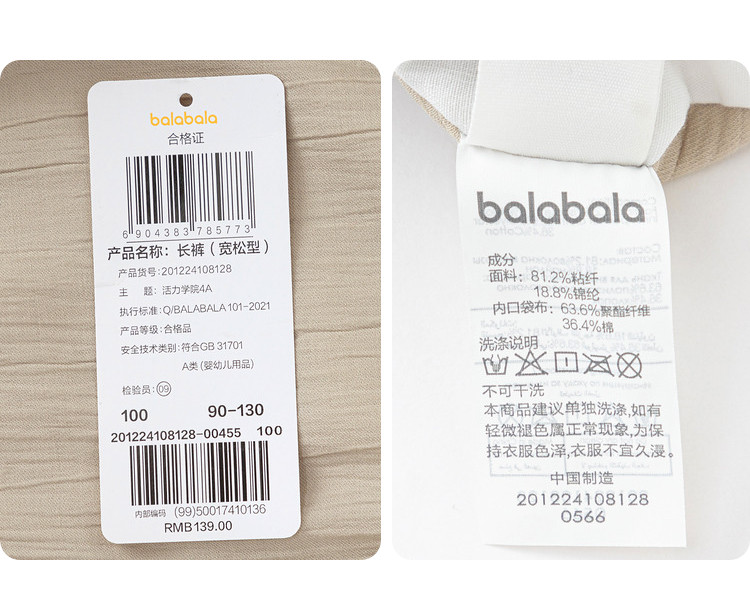 balabala
合格证
6 904383 785773
产品名称：长裤（宽松型）
产品货号：201224108128
主 题：活力学院4A
执行标准：Q/BALABALA 101-2021
产品等级：合格品
安全技术类别：符合GB 31701
A类（婴幼儿用品）
检验员：09
100 90-130
201224108128-00455 100
内部编码 (99)50017410136
RMB139.00
balabala
成分
面料：81.2%粘纤
18.8%锦纶
内口袋布：63.6%聚酯纤维
36.4%棉
洗涤说明
不可干洗
本商品建议单独洗涤,如有
轻微褪色属正常现象,为保
持衣服色泽,衣服不宜久浸。
中国制造
201224108128
0566